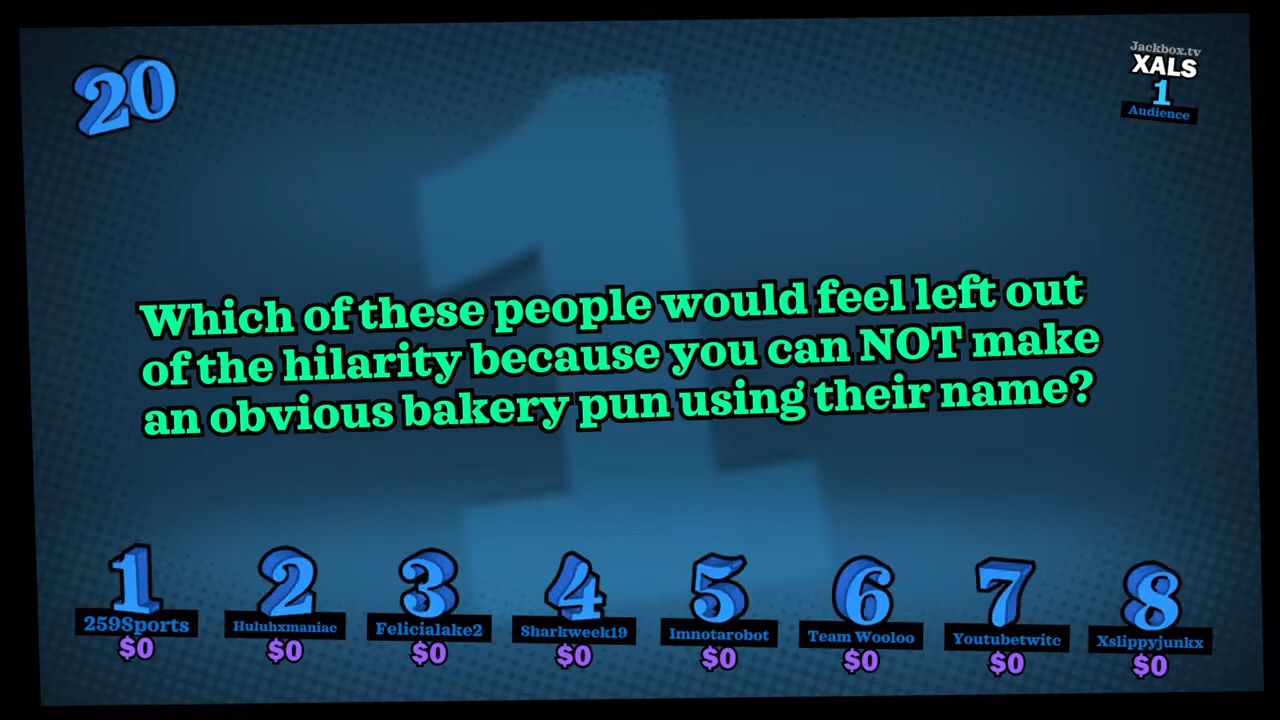 20
Jackbox.tv
XALS
1
Audience
1
Which of these people would feel left out
of the hilarity because you can NOT make
an obvious bakery pun using their name?
1 2 3 4 5 6 7 8
259Sports Huluhxmaniac Felicialake2 Sharkweek19 Imnotarobot Team Wooloo Youtubetwitc Xslippyjunkx
$0 $0 $0 $0 $0 $0 $0 $0